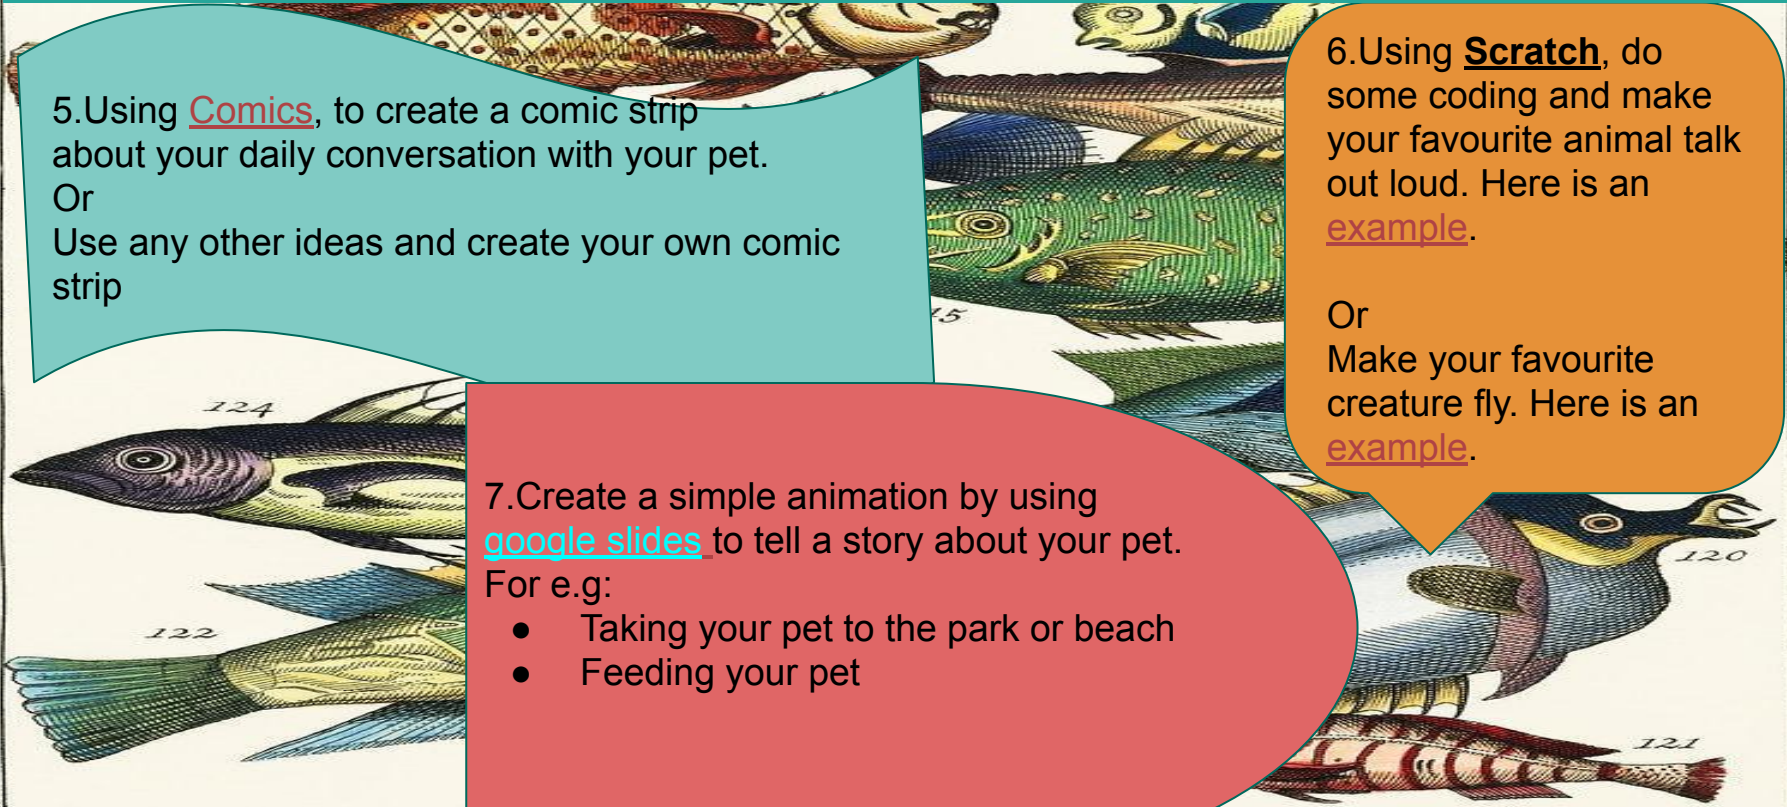 5.Using Comics, to create a comic strip
about your daily conversation with your pet.
Or
Use any other ideas and create your own comic
strip
6.Using Scratch, do
some coding and make
your favourite animal talk
out loud. Here is an
example.
Or
Make your favourite
creature fly. Here is an
example.
7.Create a simple animation by using
google slides to tell a story about your pet.
For e.g:
● Taking your pet to the park or beach
● Feeding your pet
124
122
120
121